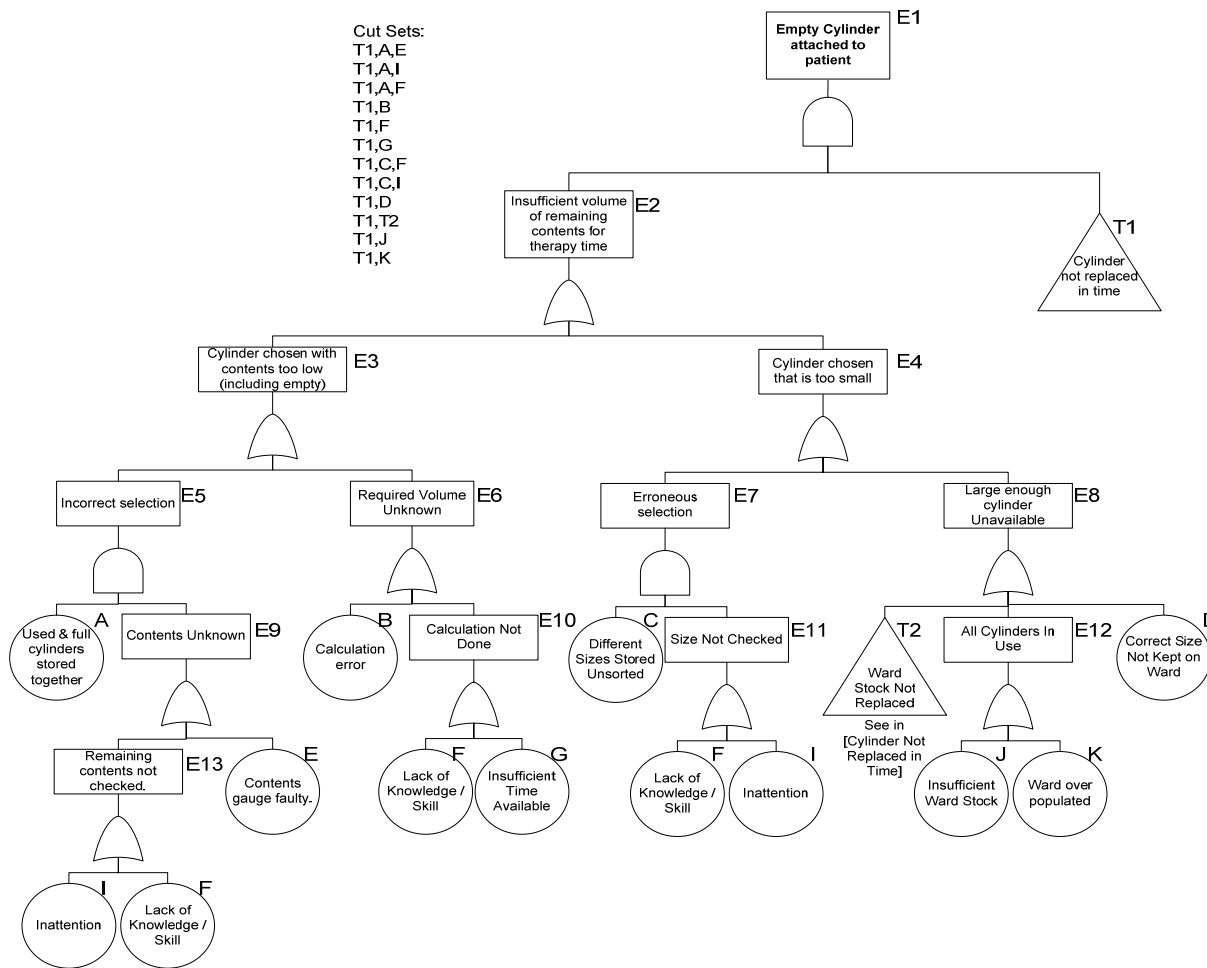 Cut Sets:
T1,A,E
T1,A,I
T1,A,F
T1,B
T1,F
T1,G
T1,C,F
T1,C,I
T1,D
T1,T2
T1,J
T1,K
E1
Empty Cylinder
attached to
patient
E2
Insufficient volume
of remaining
contents for
therapy time
T1
Cylinder
not replaced
in time
E3
Cylinder chosen with
contents too low
(including empty)
E4
Cylinder chosen
that is too small
E5
Incorrect selection
E6
Required Volume
Unknown
E7
Erroneous
selection
E8
Large enough
cylinder
Unavailable
A
Used & full
cylinders
stored
together
E9
Contents Unknown
B
Calculation
error
E10
Calculation Not
Done
C
Different
Sizes Stored
Unsorted
E11
Size Not Checked
T2
Ward
Stock Not
Replaced
See in
[Cylinder Not
Replaced in
Time]
E12
All Cylinders In
Use
D
Correct Size
Not Kept on
Ward
E13
Remaining
contents not
checked.
E
Contents
gauge faulty.
F
Lack of
Knowledge /
Skill
G
Insufficient
Time
Available
F
Lack of
Knowledge /
Skill
I
Inattention
J
Insufficient
Ward Stock
K
Ward over
populated
I
Inattention
F
Lack of
Knowledge /
Skill